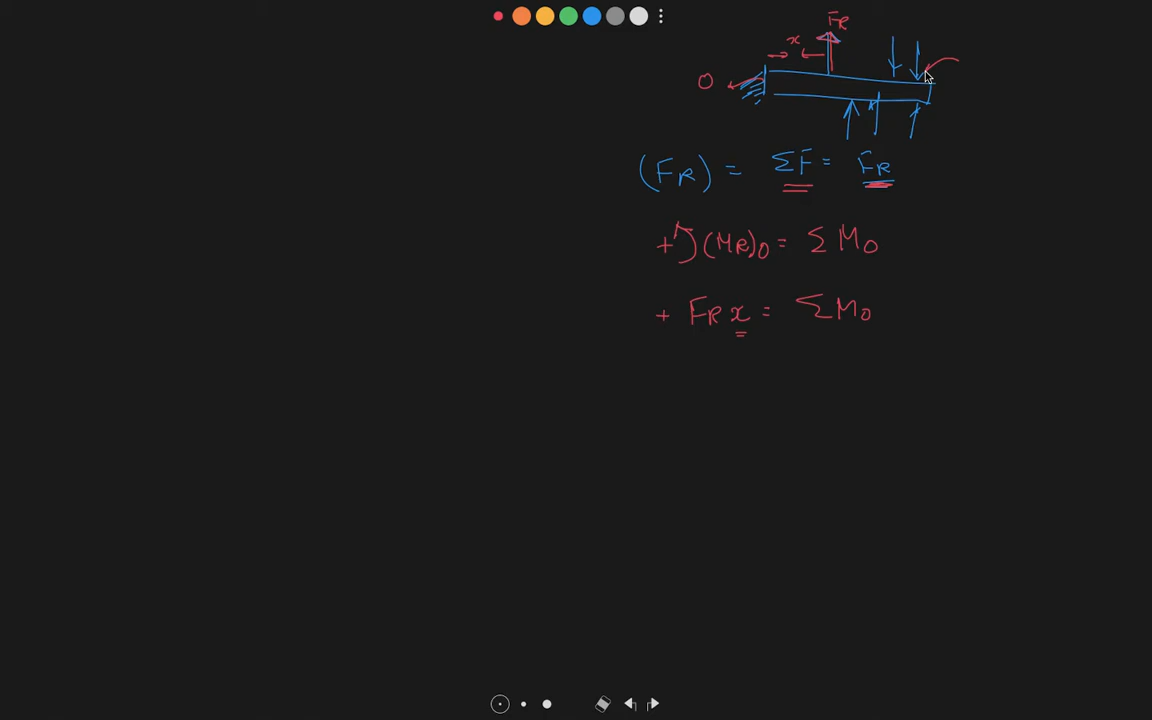 FR
x
O
(FR) = ΣF = FR
+↺ (MR)O = ΣMO
+ FR x = ΣMO